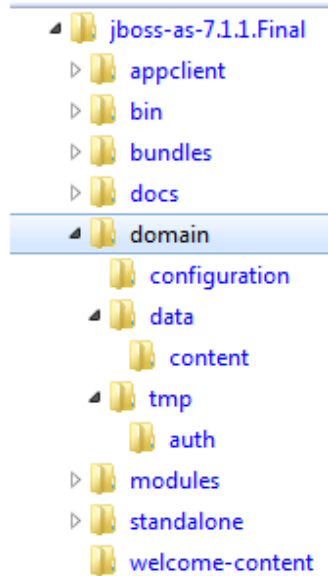 jboss-as-7.1.1.Final
appclient
bin
bundles
docs
domain
configuration
data
content
tmp
auth
modules
standalone
welcome-content